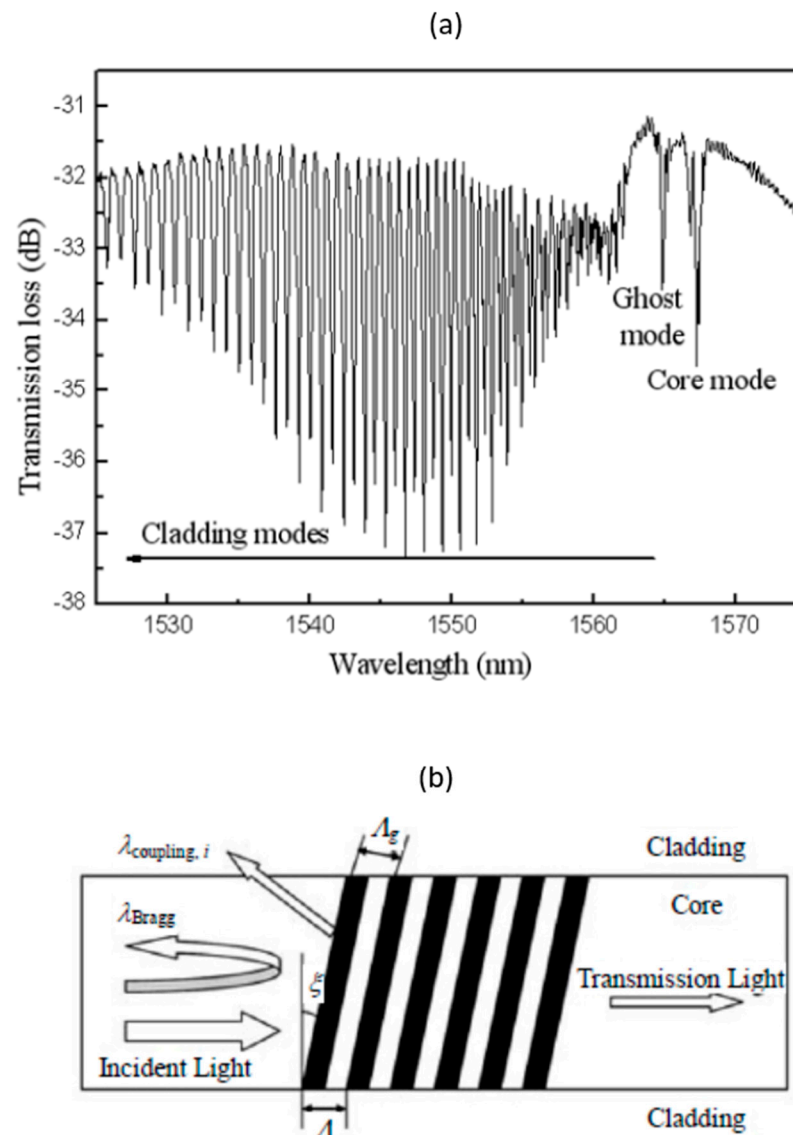 (a)
-31
-32
-33
-34
-35
-36
-37
-38
Transmission loss (dB)
Ghost
mode
Core mode
Cladding modes
1530 1540 1550 1560 1570
Wavelength (nm)
(b)
λcoupling, i
Λg
Cladding
λBragg
Core
ξ
Transmission Light
Incident Light
Λ
Cladding